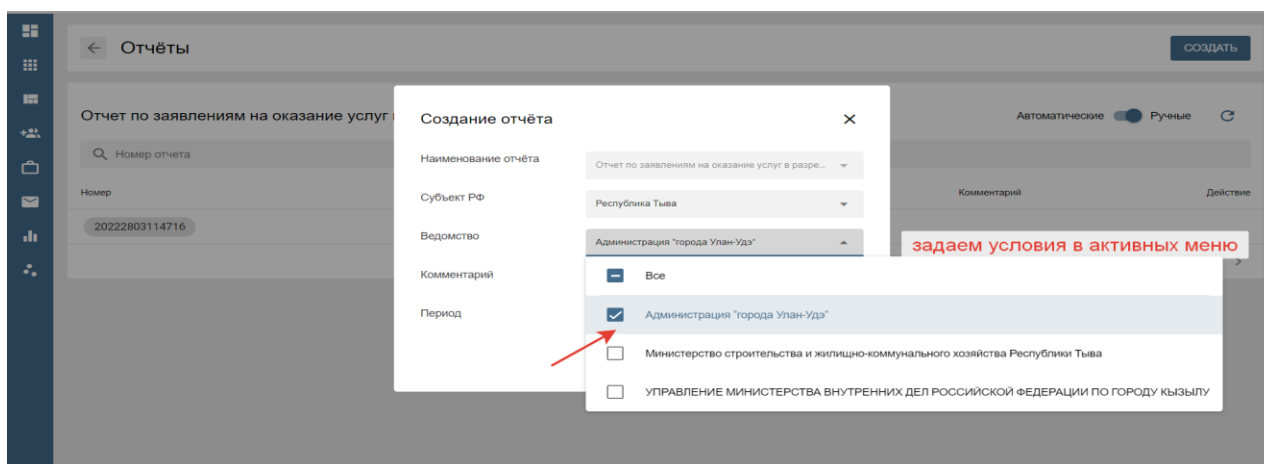 Отчёты
СОЗДАТЬ
Отчет по заявлениям на оказание услуг
Автоматические Ручные
Номер отчета
Номер Комментарий Действие
20222803114716
Создание отчёта
Наименование отчёта Отчет по заявлениям на оказание услуг в разре...
Субъект РФ Республика Тыва
Ведомство Администрация "города Улан-Удэ"
задаем условия в активных меню
Комментарий
Период
Все
Администрация "города Улан-Удэ"
Министерство строительства и жилищно-коммунального хозяйства Республики Тыва
УПРАВЛЕНИЕ МИНИСТЕРСТВА ВНУТРЕННИХ ДЕЛ РОССИЙСКОЙ ФЕДЕРАЦИИ ПО ГОРОДУ КЫЗЫЛУ